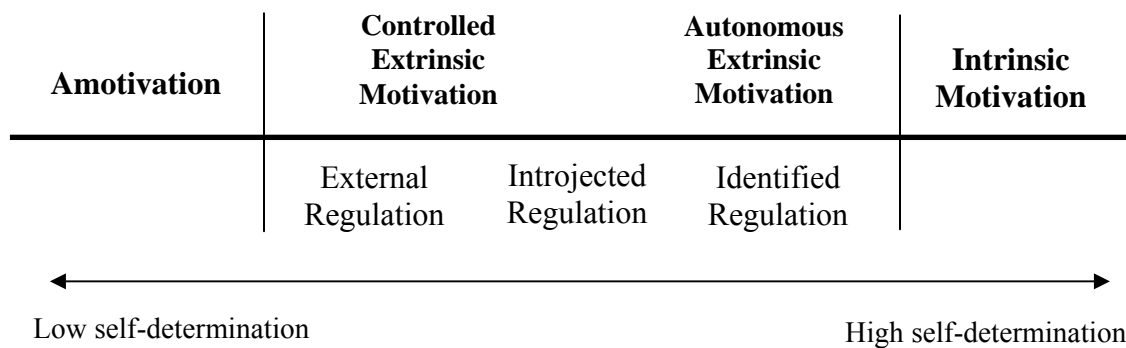 Amotivation
Controlled
Extrinsic
Motivation
Autonomous
Extrinsic
Motivation
Intrinsic
Motivation
External
Regulation
Introjected
Regulation
Identified
Regulation
Low self-determination
High self-determination